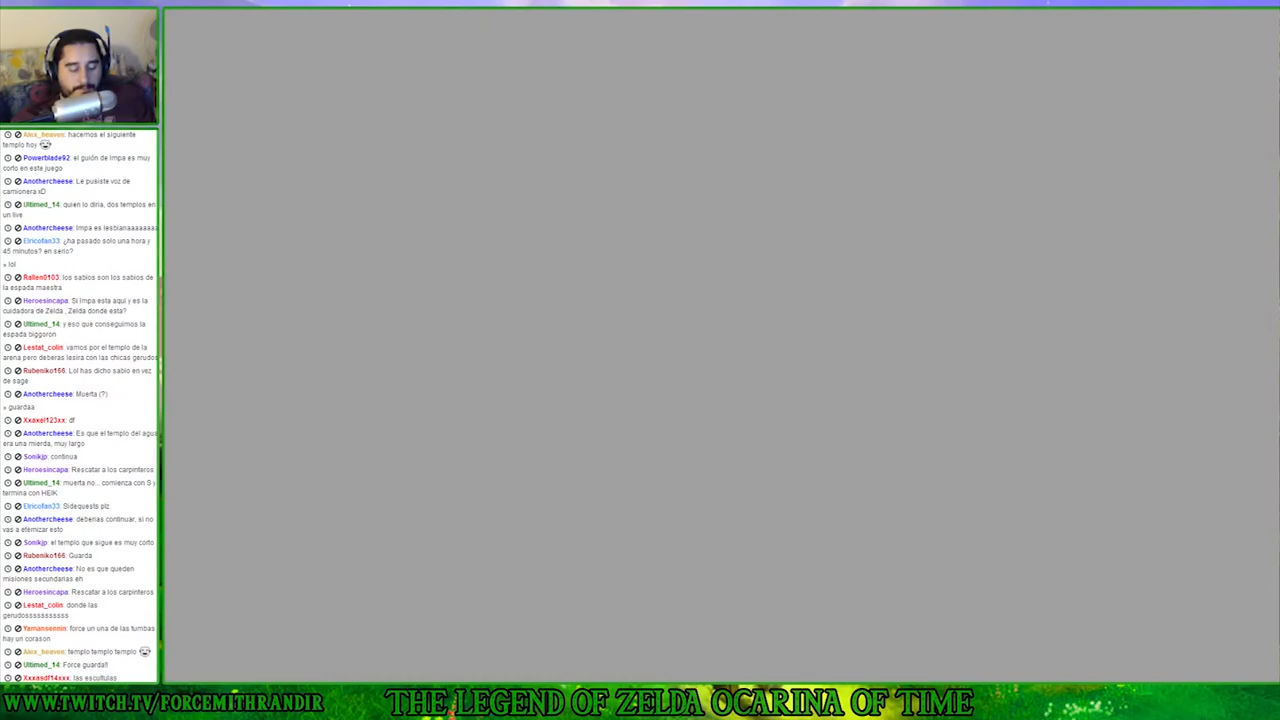 Alex_heaven: hacemos el siguiente
templo hoy
Powerblade92: el guión de Impa es muy
corto en este juego
Anothercheese: Le pusiste voz de
camionera xD
Ultimed_14: quien lo diria, dos templos en
un live
Anothercheese: Impa es lesbianaaaaaaa
Elricofan33: ¿ha pasado solo una hora y
45 minutos? en serio?
» lol
Rallen0103: los sabios son los sabios de
la espada maestra
Heroesincapa: Si Impa esta aqui y es la
cuidadora de Zelda , Zelda donde esta?
Ultimed_14: y eso que conseguimos la
espada biggoron
Lestat_colin: vamos por el templo de la
arena pero deberas lesira con las chicas gerudos
Rubeniko166: Lol has dicho sabio en vez
de sage
Anothercheese: Muerta (?)
» guardaa
Xxaxel123xx: df
Anothercheese: Es que el templo del agua
era una mierda, muy largo
Sonikjp: continua
Heroesincapa: Rescatar a los carpinteros
Ultimed_14: muerta no... comienza con S y
termina con HEIK
Elricofan33: Sidequests plz
Anothercheese: deberias continuar, si no
vas a eternizar esto
Sonikjp: el templo que sigue es muy corto
Rubeniko166: Guarda
Anothercheese: No es que queden
misiones secundarias eh
Heroesincapa: Rescatar a los carpinteros
Lestat_colin: donde las
gerudosssssssssss
Yamansennin: force un una de las tumbas
hay un corason
Alex_heaven: templo templo templo
Ultimed_14: Force guarda!!
Xxxasdf14xxx: las escultulas
WWW.TWITCH.TV/FORCEMITHRANDIR
THE LEGEND OF ZELDA OCARINA OF TIME